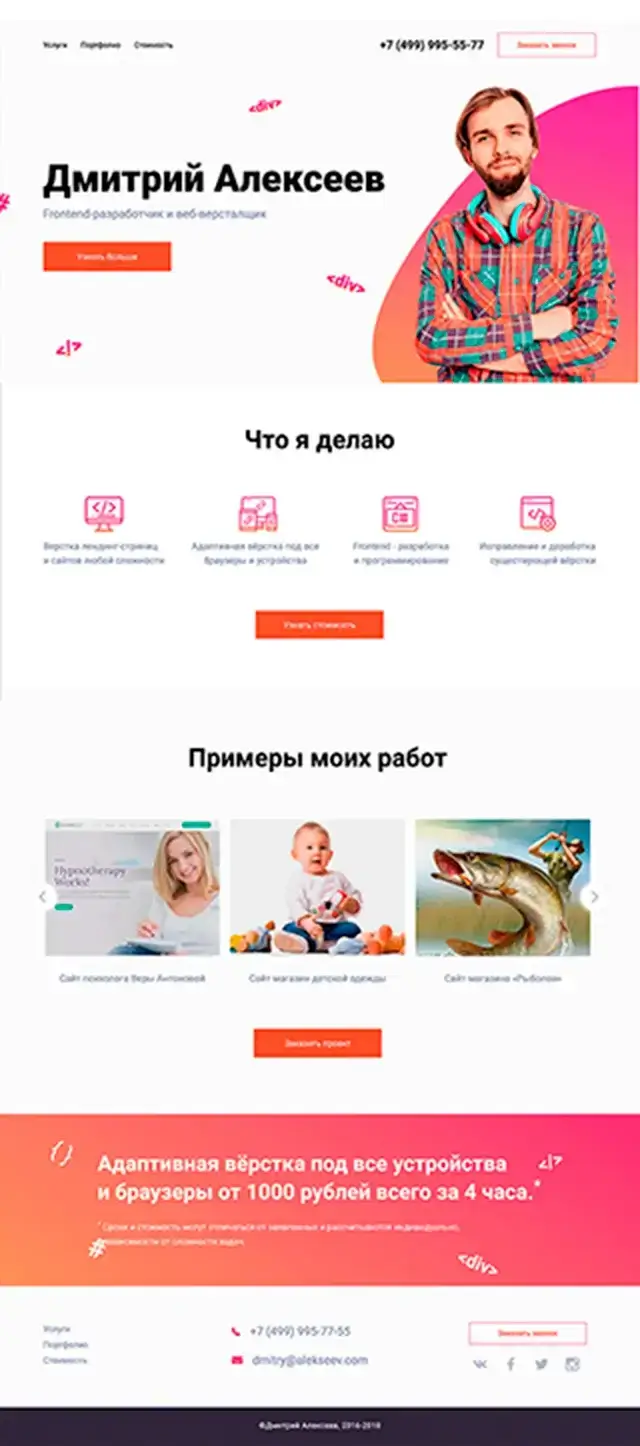 Услуги Портфолио Стоимость +7 (499) 995-55-77 Заказать звонок
<div>
#
Дмитрий Алексеев
Frontend-разработчик и веб-верстальщик
Узнать больше
<div>
<|?
Что я делаю
</>
C=
</>
Верстка лендинг-страниц
и сайтов любой сложности
Адаптивная вёрстка под все
браузеры и устройства
Frontend - разработка
и программирование
Исправление и доработка
существующей вёрстки
Узнать стоимость
Примеры моих работ
Hypnotherapy
Works!
Сайт психолога Веры Антоновой
Сайт магазин детской одежды
Сайт магазина «Рыболов»
Заказать проект
{}
Адаптивная вёрстка под все устройства
<|?
и браузеры от 1000 рублей всего за 4 часа.*
* Сроки и стоимость могут отличаться от заявленных и рассчитываются индивидуально,
# зависимости от сложности задач.
<div>
Услуги
Портфолио
Стоимость
+7 (499) 995-77-55
dmitry@alekseev.com
Заказать звонок
©Дмитрий Алексеев, 2016-2018